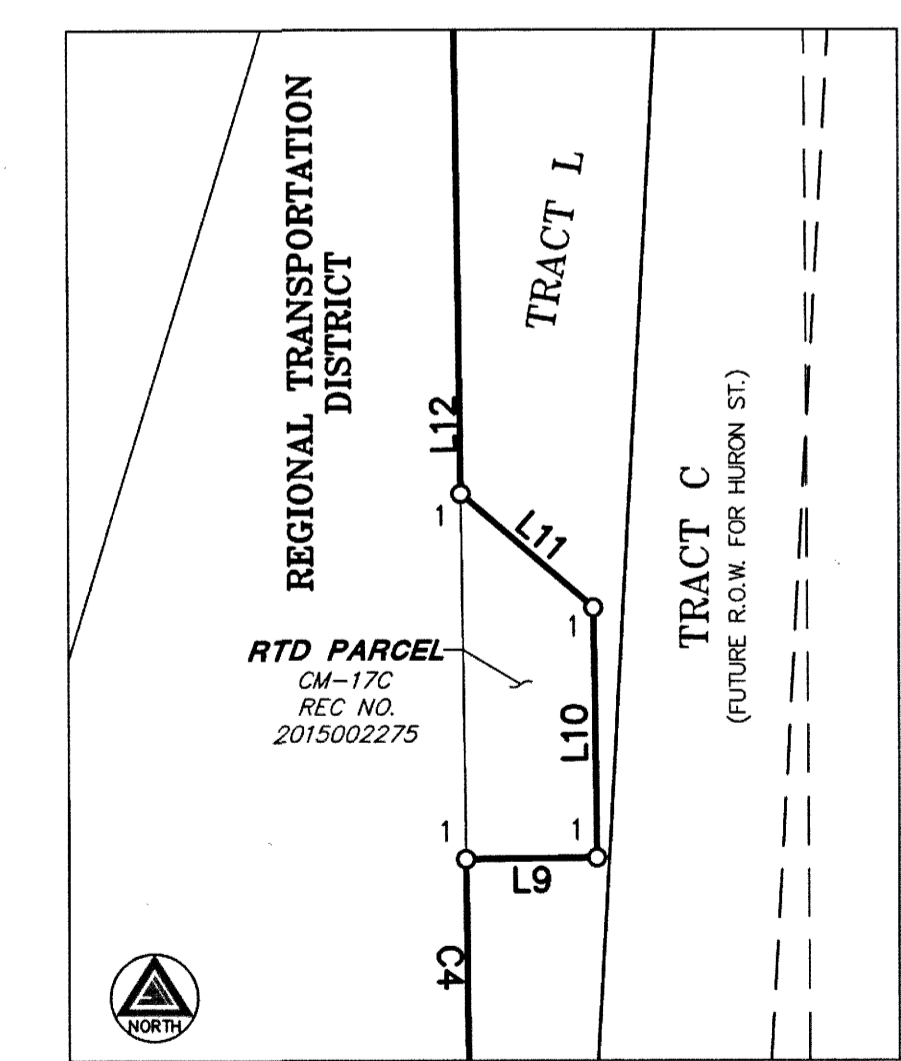 REGIONAL TRANSPORTATION
DISTRICT
TRACT L
L12
1
L11
1
TRACT C
(FUTURE R.O.W. FOR HURON ST.)
RTD PARCEL
CM-17C
REC NO.
2015002275
L10
1
1
L9
C4
NORTH